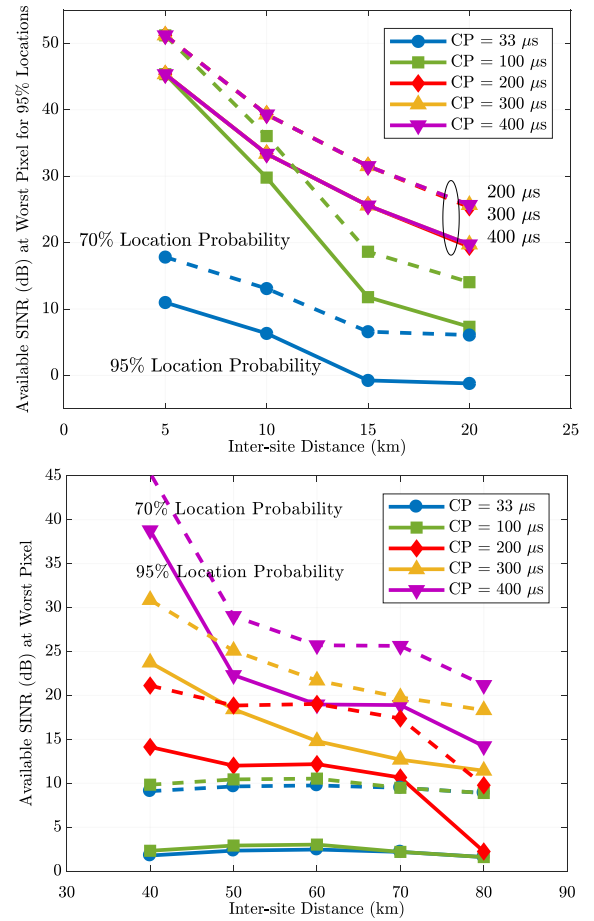 Available SINR (dB) at Worst Pixel for 95% Locations
50
40
30
20
10
0
CP = 33 μs
CP = 100 μs
CP = 200 μs
CP = 300 μs
CP = 400 μs
200 μs
300 μs
400 μs
70% Location Probability
95% Location Probability
0 5 10 15 20 25
Inter-site Distance (km)
Available SINR (dB) at Worst Pixel
45
40
35
30
25
20
15
10
5
0
70% Location Probability
95% Location Probability
CP = 33 μs
CP = 100 μs
CP = 200 μs
CP = 300 μs
CP = 400 μs
30 40 50 60 70 80 90
Inter-site Distance (km)